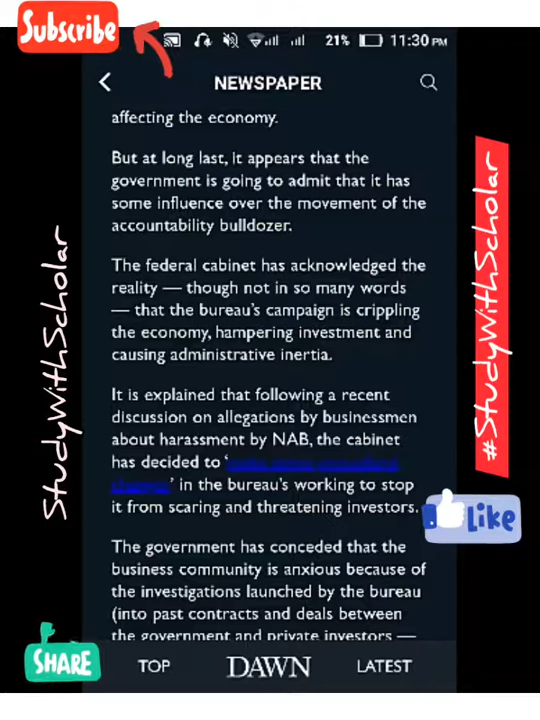 Subscribe
21% 11:30 PM
NEWSPAPER
affecting the economy.
But at long last, it appears that the
government is going to admit that it has
some influence over the movement of the
accountability bulldozer.
The federal cabinet has acknowledged the
reality — though not in so many words
— that the bureau's campaign is crippling
the economy, hampering investment and
causing administrative inertia.
It is explained that following a recent
discussion on allegations by businessmen
about harassment by NAB, the cabinet
has decided to '
' in the bureau's working to stop
it from scaring and threatening investors.
The government has conceded that the
business community is anxious because of
the investigations launched by the bureau
(into past contracts and deals between
the government and private investors —
TOP DAWN LATEST
StudyWithScholar
#StudyWithScholar
Like
SHARE